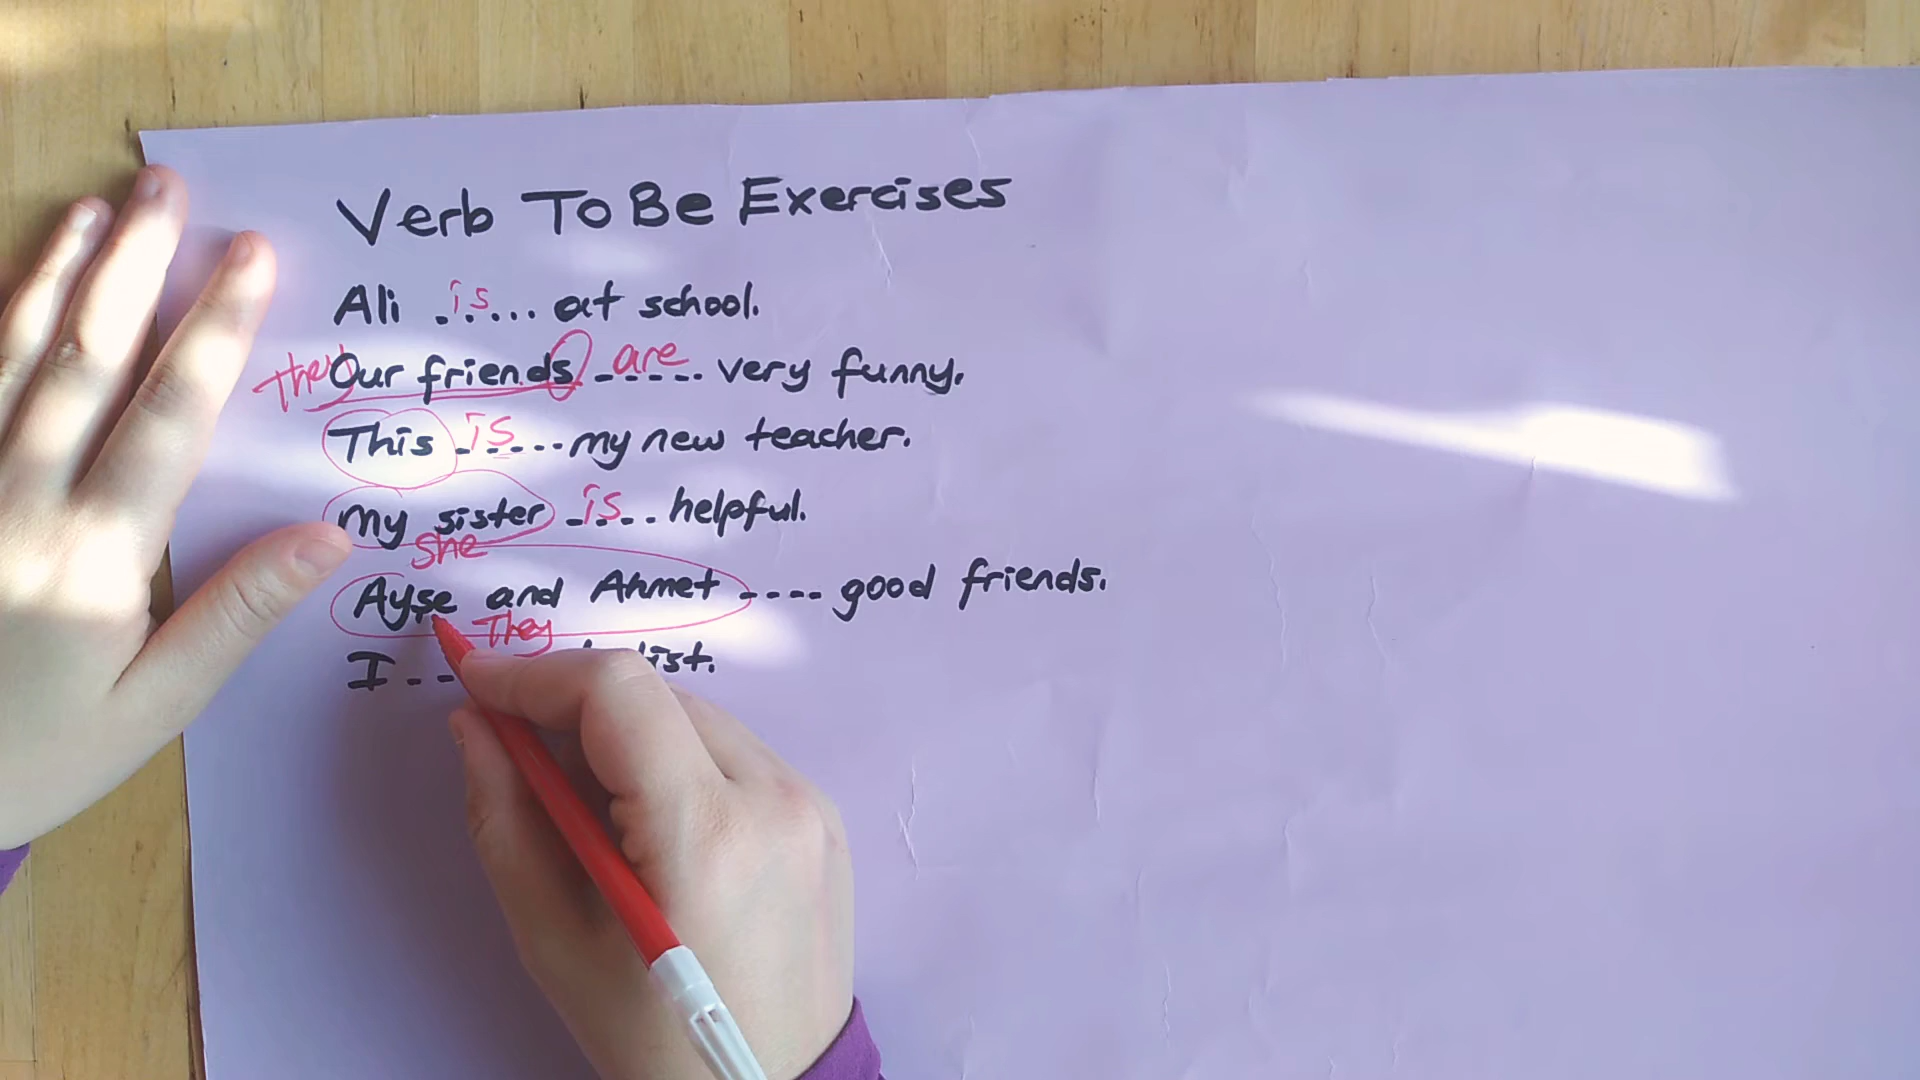 Verb To Be Exercises
Ali is at school.
they Our friends are very funny.
This is my new teacher.
my sister is helpful.
she
Ayşe and Ahmet ---- good friends.
They
I --